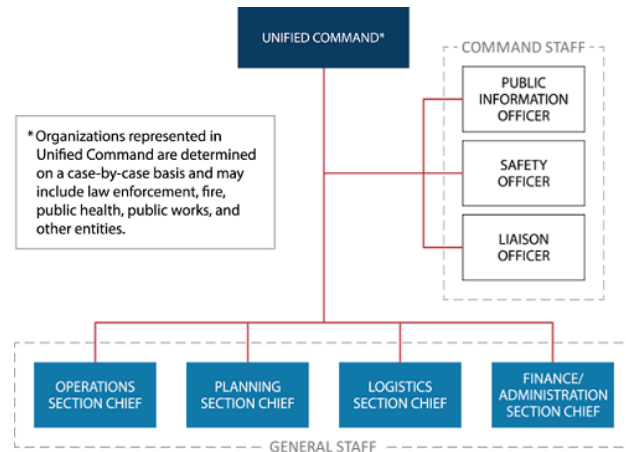 UNIFIED COMMAND*
COMMAND STAFF
PUBLIC
INFORMATION
OFFICER
SAFETY
OFFICER
LIAISON
OFFICER
* Organizations represented in
Unified Command are determined
on a case-by-case basis and may
include law enforcement, fire,
public health, public works, and
other entities.
OPERATIONS
SECTION CHIEF
PLANNING
SECTION CHIEF
LOGISTICS
SECTION CHIEF
FINANCE/
ADMINISTRATION
SECTION CHIEF
GENERAL STAFF